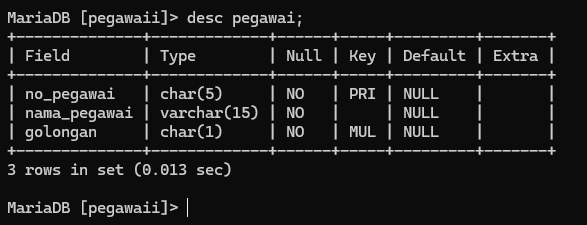 MariaDB [pegawaii]> desc pegawai;
+--------------+-------------+------+-----+---------+-------+
| Field        | Type        | Null | Key | Default | Extra |
+--------------+-------------+------+-----+---------+-------+
| no_pegawai   | char(5)     | NO   | PRI | NULL    |       |
| nama_pegawai | varchar(15) | NO   |     | NULL    |       |
| golongan     | char(1)     | NO   | MUL | NULL    |       |
+--------------+-------------+------+-----+---------+-------+
3 rows in set (0.013 sec)
MariaDB [pegawaii]>